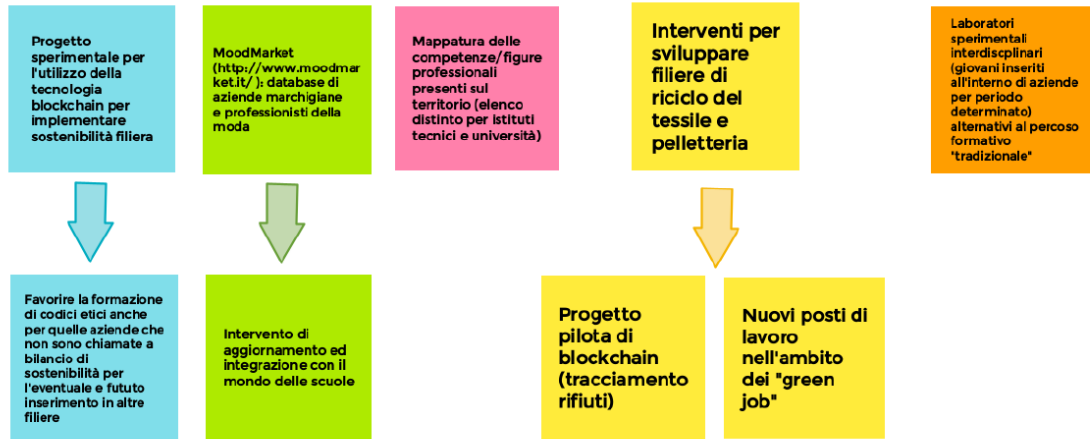 Progetto
sperimentale per
l'utilizzo della
tecnologia
blockchain per
implementare
sostenibilità filiera
MoodMarket
(http://www.moodmar
ket.it/ ): database di
aziende marchigiane
e professionisti della
moda
Mappatura delle
competenze/figure
professionali
presenti sul
territorio (elenco
distinto per istituti
tecnici e università)
Interventi per
sviluppare
filiere di
riciclo del
tessile e
pelletteria
Laboratori
sperimentali
interdiscplinari
(giovani inseriti
all'interno di aziende
per periodo
determinato)
alternativi al percoso
formativo
"tradizionale"
Favorire la formazione
di codici etici anche
per quelle aziende che
non sono chiamate a
bilancio di
sostenibilità per
l'eventuale e fututo
inserimento in altre
filiere
Intervento di
aggiornamento ed
integrazione con il
mondo delle scuole
Progetto
pilota di
blockchain
(tracciamento
rifiuti)
Nuovi posti di
lavoro
nell'ambito
dei "green
job"